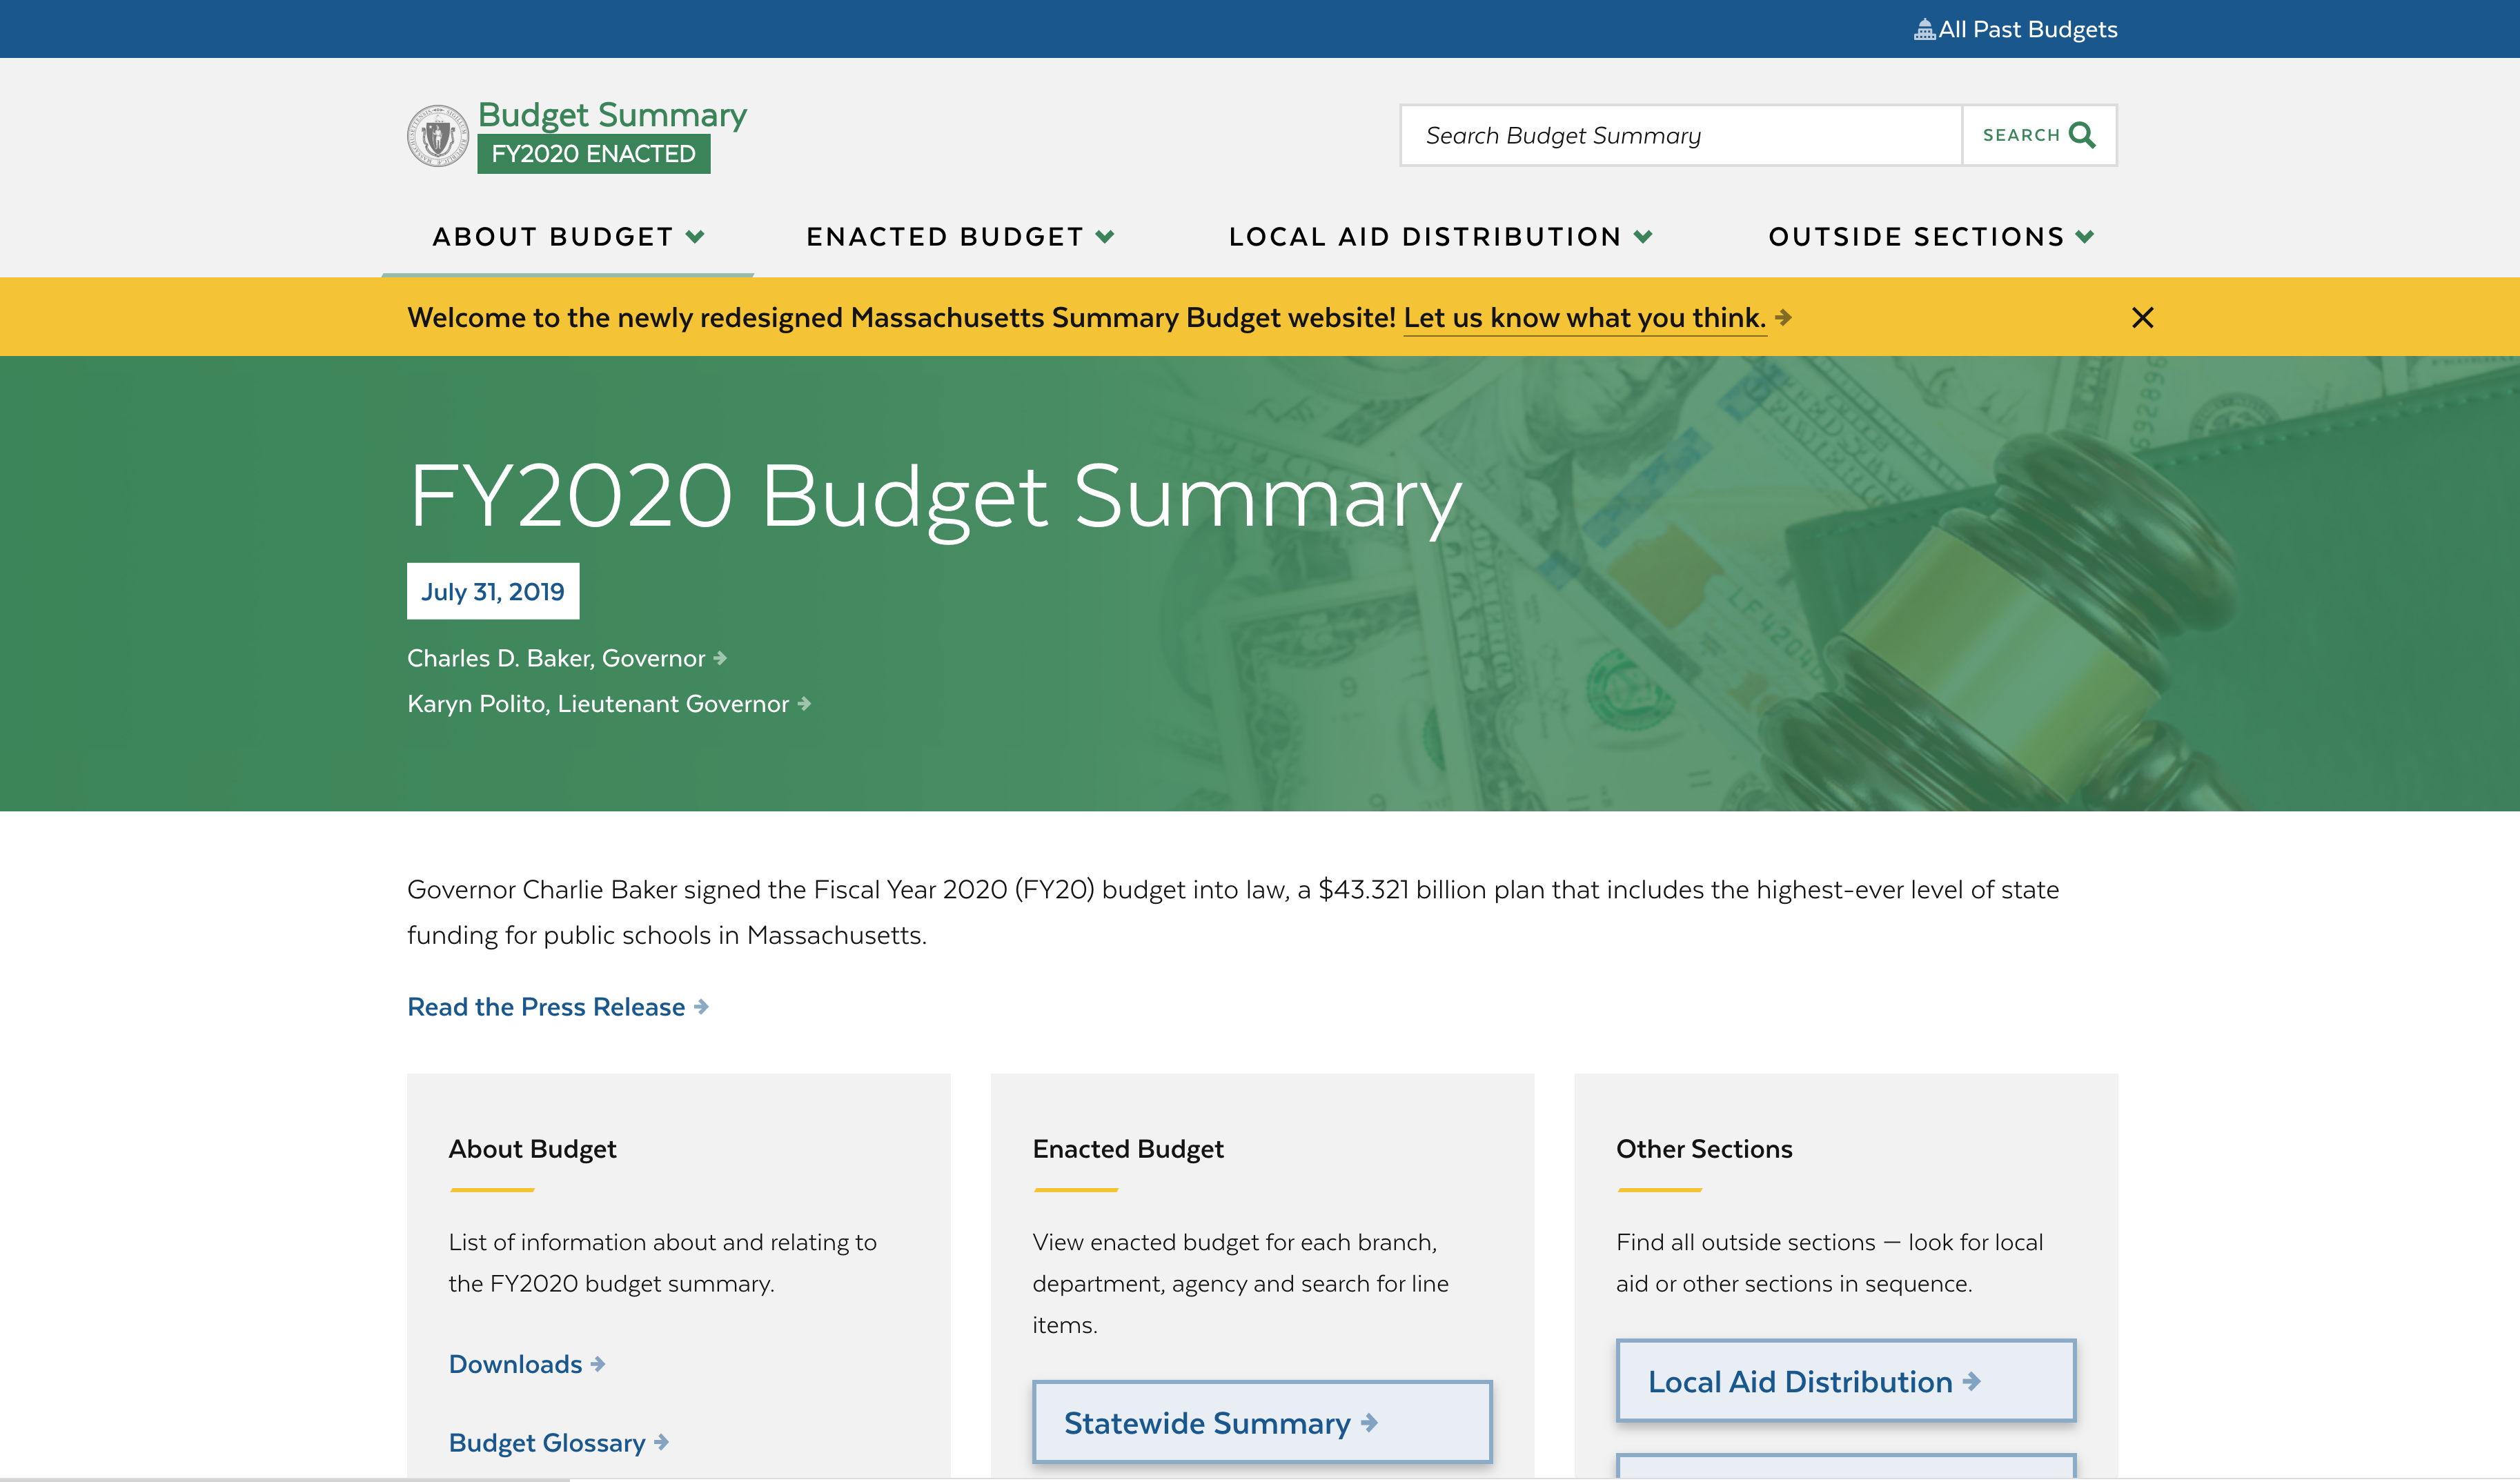 All Past Budgets
Budget Summary
FY2020 ENACTED
Search Budget Summary
SEARCH
ABOUT BUDGET
ENACTED BUDGET
LOCAL AID DISTRIBUTION
OUTSIDE SECTIONS
Welcome to the newly redesigned Massachusetts Summary Budget website! Let us know what you think.
FY2020 Budget Summary
July 31, 2019
Charles D. Baker, Governor
Karyn Polito, Lieutenant Governor
Governor Charlie Baker signed the Fiscal Year 2020 (FY20) budget into law, a $43.321 billion plan that includes the highest-ever level of state
funding for public schools in Massachusetts.
Read the Press Release
About Budget
List of information about and relating to
the FY2020 budget summary.
Downloads
Budget Glossary
Enacted Budget
View enacted budget for each branch,
department, agency and search for line
items.
Statewide Summary
Other Sections
Find all outside sections — look for local
aid or other sections in sequence.
Local Aid Distribution